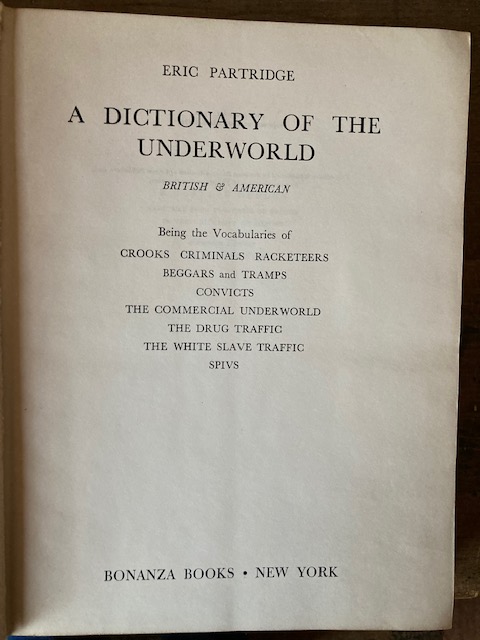 ERIC PARTRIDGE
A DICTIONARY OF THE
UNDERWORLD
BRITISH & AMERICAN
Being the Vocabularies of
CROOKS CRIMINALS RACKETEERS
BEGGARS and TRAMPS
CONVICTS
THE COMMERCIAL UNDERWORLD
THE DRUG TRAFFIC
THE WHITE SLAVE TRAFFIC
SPIVS
BONANZA BOOKS • NEW YORK